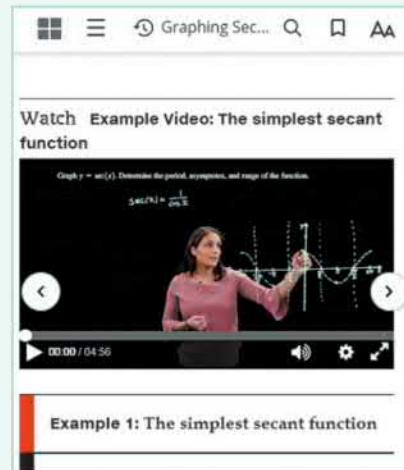 Graphing Sec...
AA
Watch Example Video: The simplest secant
function
Graph y = sec(x). Determine the period, asymptotes, and range of the function.
sec(x) = 1/cos x
00:00 / 04:56
Example 1: The simplest secant function